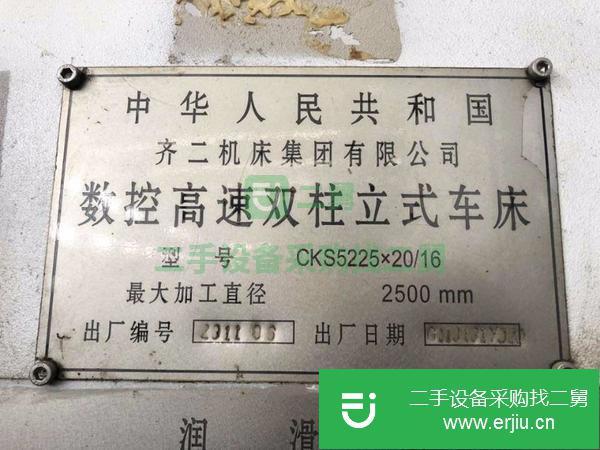 中华人民共和国
齐二机床集团有限公司
数控高速双柱立式车床
二舅
型号 CKS5225×20/16
二手设备采购找二舅
最大加工直径 2500 mm
出厂编号 出厂日期
二手设备采购找二舅
www.erjiu.cn
润滑